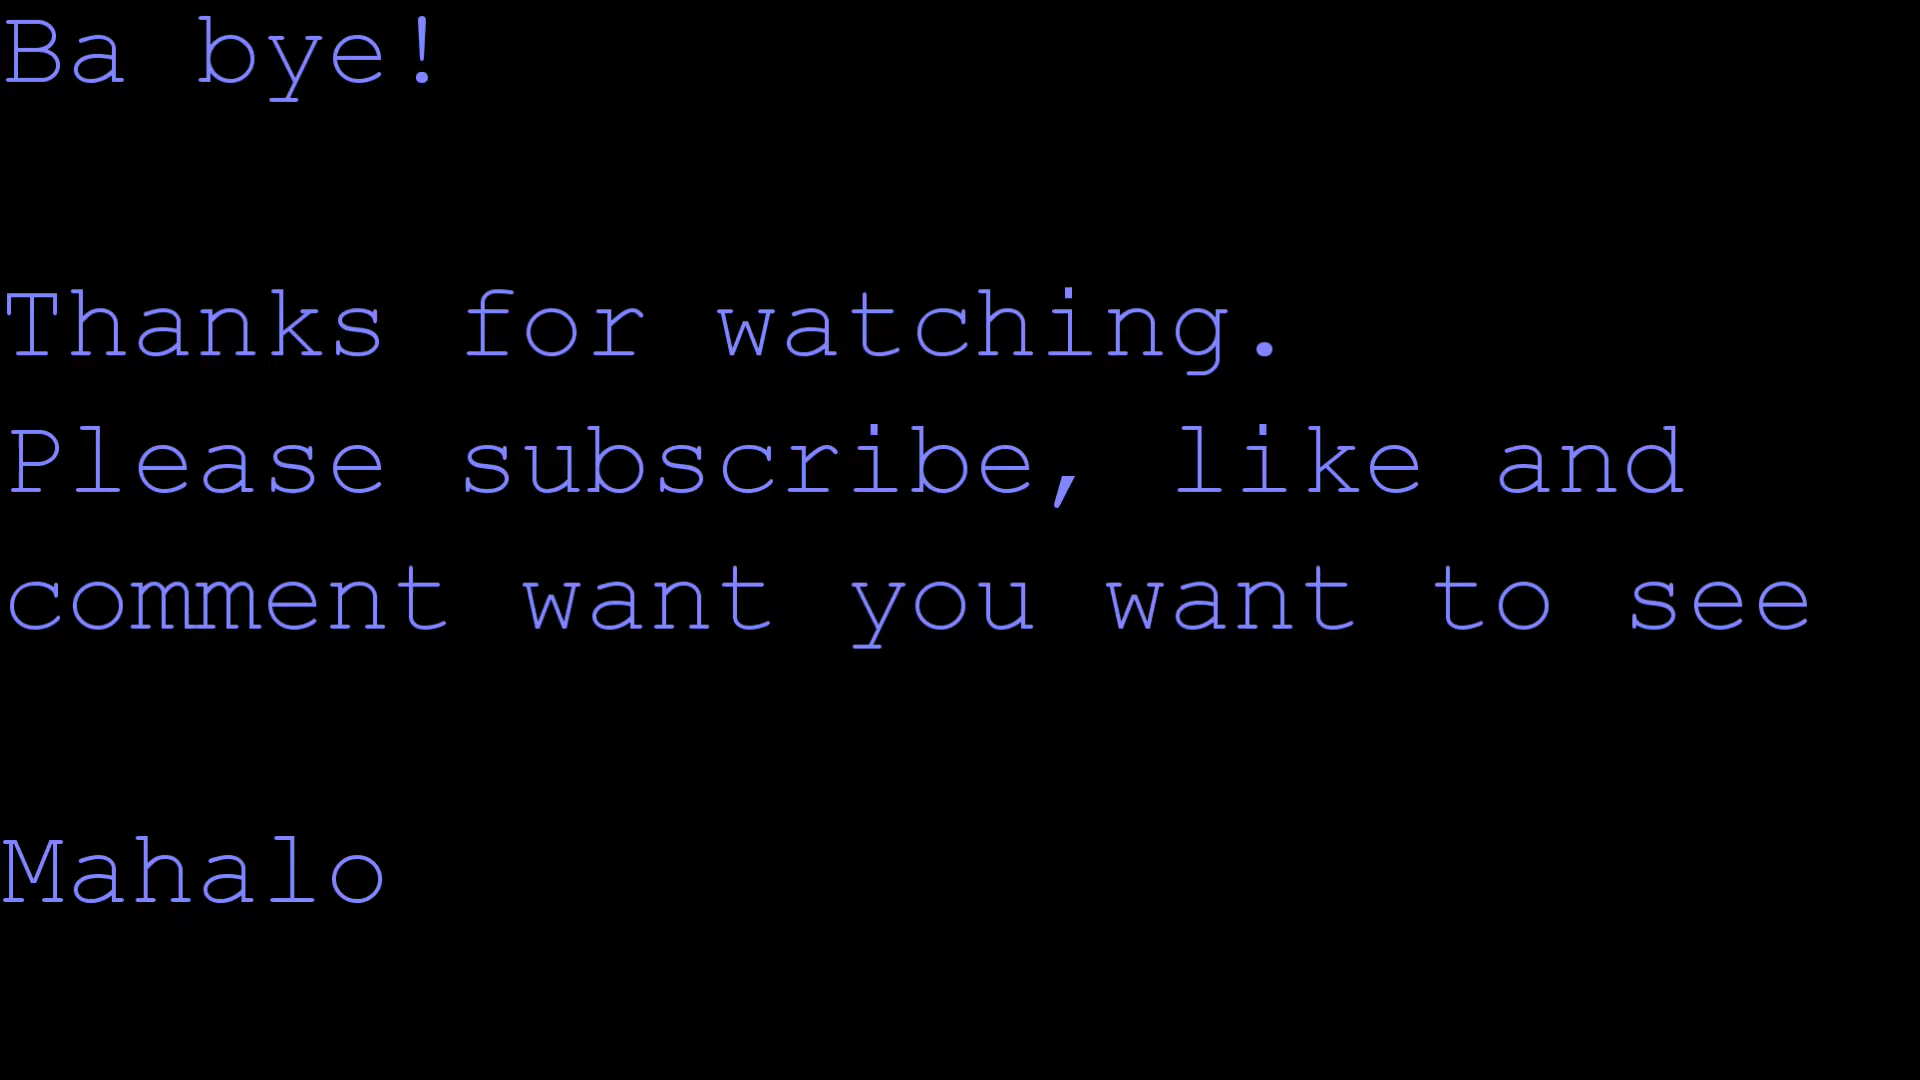 Ba bye!
Thanks for watching.
Please subscribe, like and
comment want you want to see
Mahalo